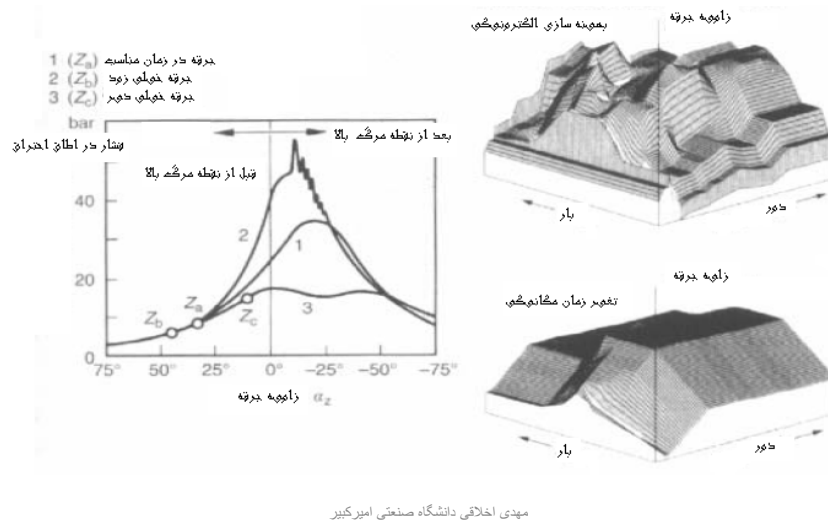 1 (Za) جرقه در زمان مناسب
2 (Zb) جرقه خیلی زود
3 (Zc) جرقه خیلی دیر
bar
فشار در اطاق احتراق
بعد از نقطه مرگ بالا
قبل از نقطه مرگ بالا
40
20
0
2
1
3
Zb
Za
Zc
75° 50° 25° 0° -25° -50° -75°
زاویه جرقه αz
بهینه سازی الکترونیکی
زاویه جرقه
بار
دور
زاویه جرقه
تغییر زمان مکانیکی
بار
دور
مهدی اخلاقی دانشگاه صنعتی امیرکبیر